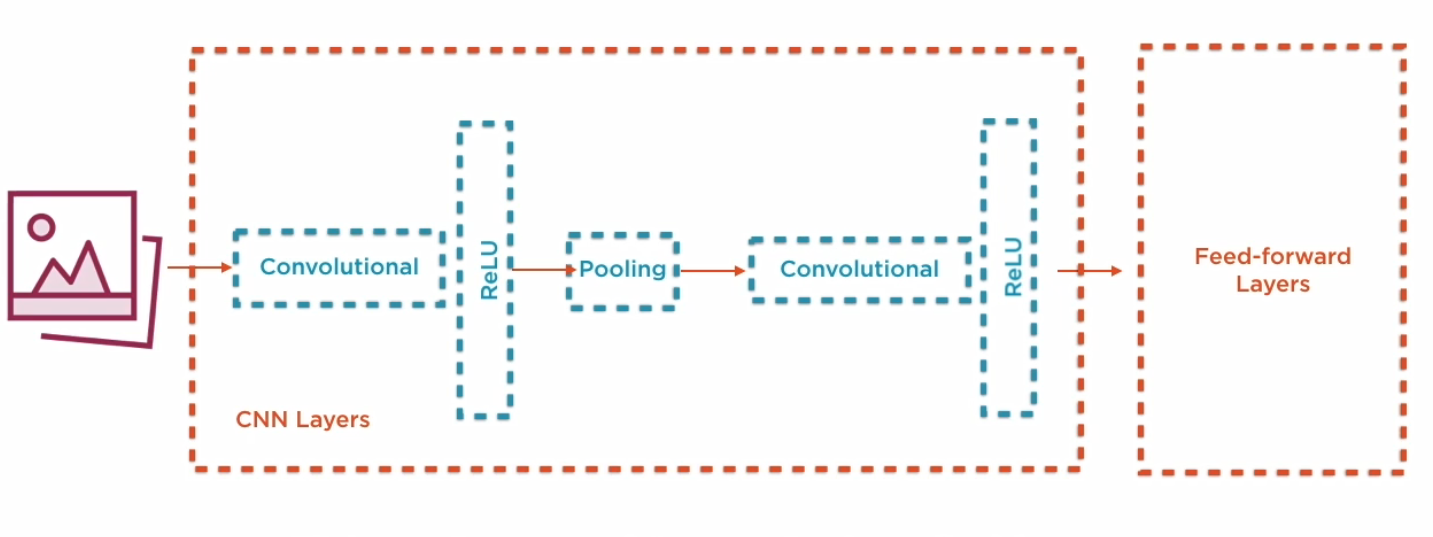 Convolutional
ReLU
Pooling
Convolutional
ReLU
Feed-forward
Layers
CNN Layers